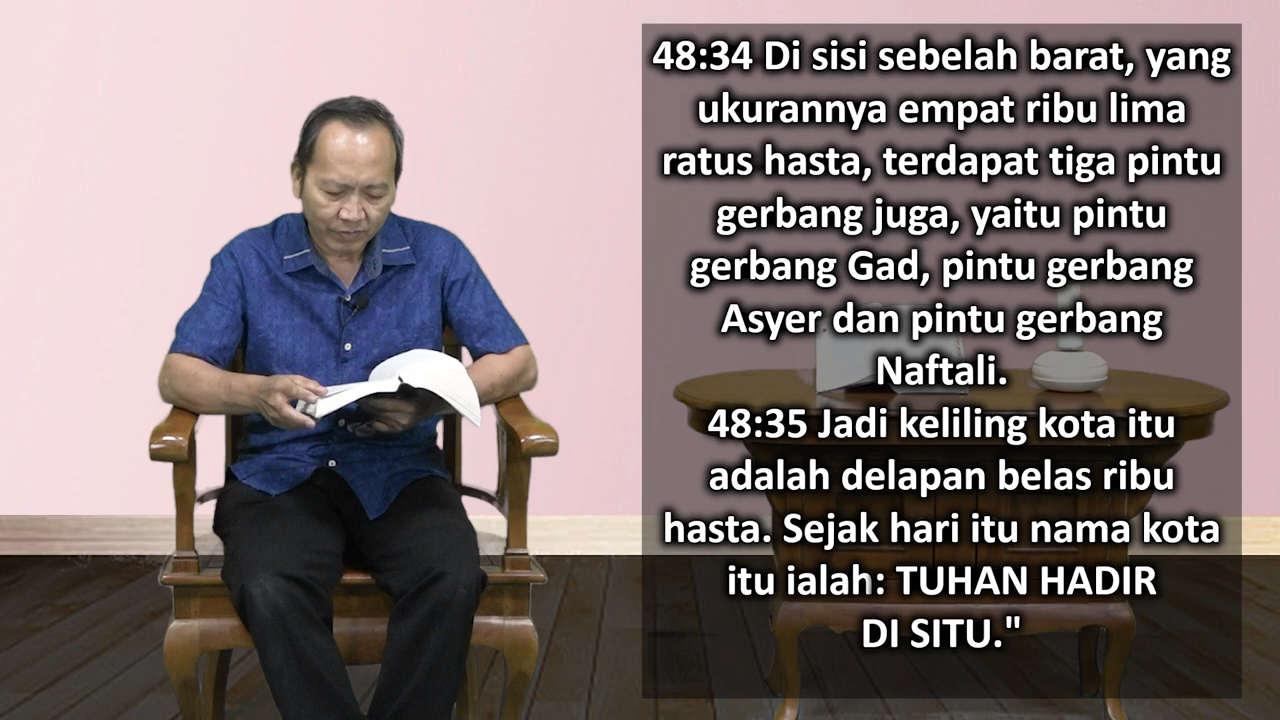 48:34 Di sisi sebelah barat, yang
ukurannya empat ribu lima
ratus hasta, terdapat tiga pintu
gerbang juga, yaitu pintu
gerbang Gad, pintu gerbang
Asyer dan pintu gerbang
Naftali.
48:35 Jadi keliling kota itu
adalah delapan belas ribu
hasta. Sejak hari itu nama kota
itu ialah: TUHAN HADIR
DI SITU."